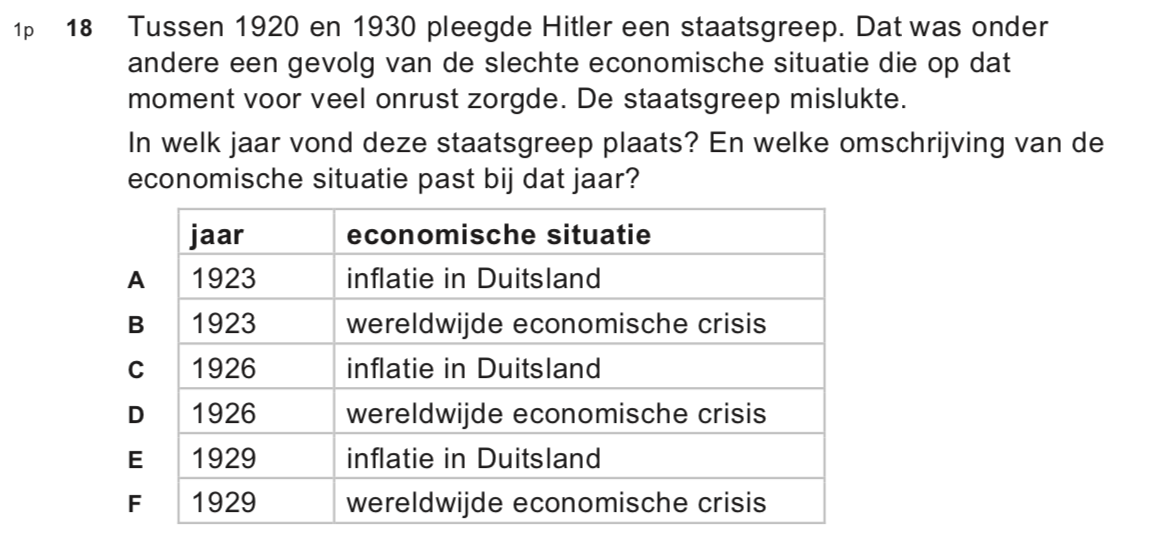 1p 18 Tussen 1920 en 1930 pleegde Hitler een staatsgreep. Dat was onder
andere een gevolg van de slechte economische situatie die op dat
moment voor veel onrust zorgde. De staatsgreep mislukte.
In welk jaar vond deze staatsgreep plaats? En welke omschrijving van de
economische situatie past bij dat jaar?
jaar economische situatie
A 1923 inflatie in Duitsland
B 1923 wereldwijde economische crisis
C 1926 inflatie in Duitsland
D 1926 wereldwijde economische crisis
E 1929 inflatie in Duitsland
F 1929 wereldwijde economische crisis